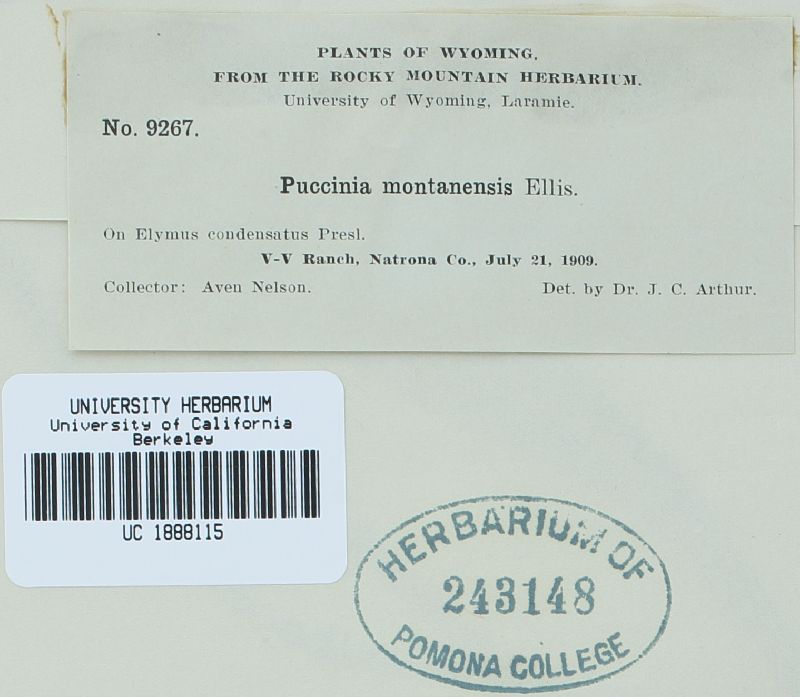 PLANTS OF WYOMING,
FROM THE ROCKY MOUNTAIN HERBARIUM.
University of Wyoming, Laramie.
No. 9267.
Puccinia montanensis Ellis.
On Elymus condensatus Presl.
V-V Ranch, Natrona Co., July 21, 1909.
Collector: Aven Nelson. Det. by Dr. J. C. Arthur.
UNIVERSITY HERBARIUM
University of California
Berkeley
UC 1888115
HERBARIUM OF
243148
POMONA COLLEGE